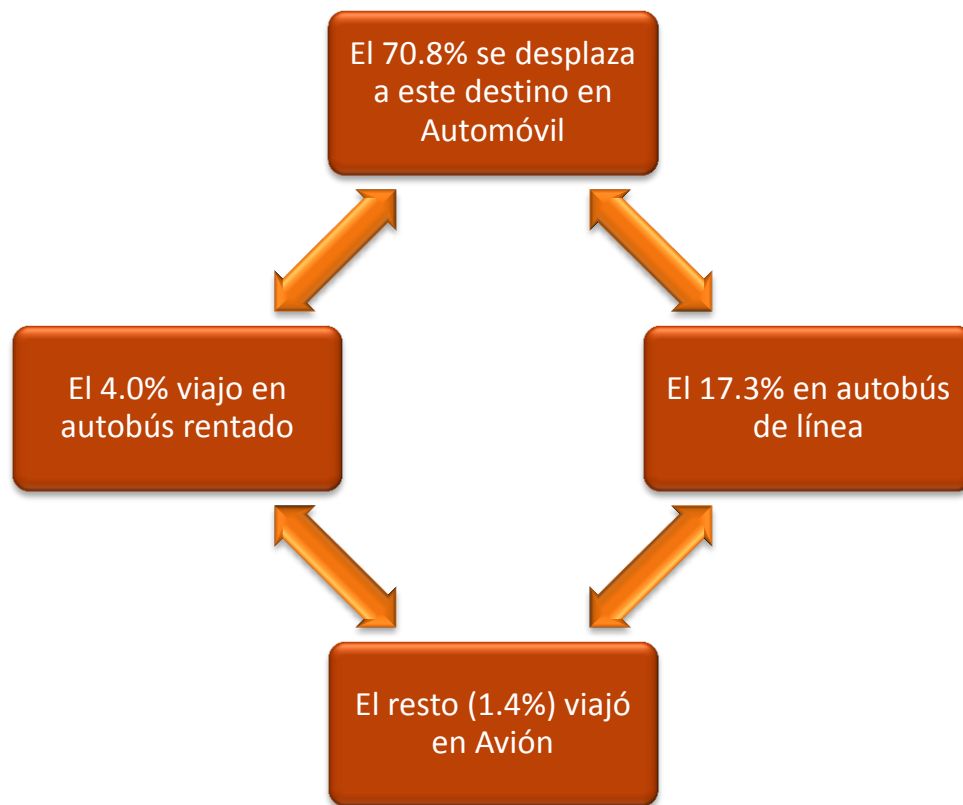 El 70.8% se desplaza
a este destino en
Automóvil
El 4.0% viajo en
autobús rentado
El 17.3% en autobús
de línea
El resto (1.4%) viajó
en Avión